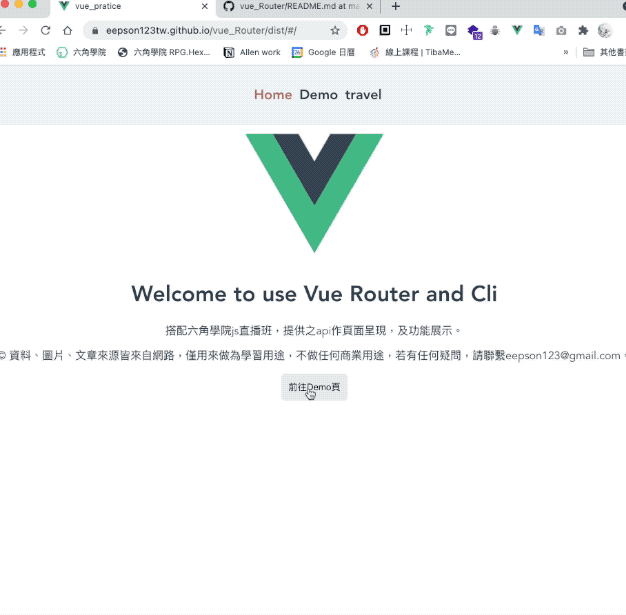 vue_pratice
vue_Router/README.md at ma
eepson123tw.github.io/vue_Router/dist/#/
12
應用程式 六角學院 六角學院 RPG.Hex... Allen work Google 日曆 線上課程 | TibaMe... » 其他書
Home Demo travel
Welcome to use Vue Router and Cli
搭配六角學院js直播班，提供之api作頁面呈現，及功能展示。
© 資料、圖片、文章來源皆來自網路，僅用來做為學習用途，不做任何商業用途，若有任何疑問，請聯繫eepson123@gmail.com
前往Demo頁